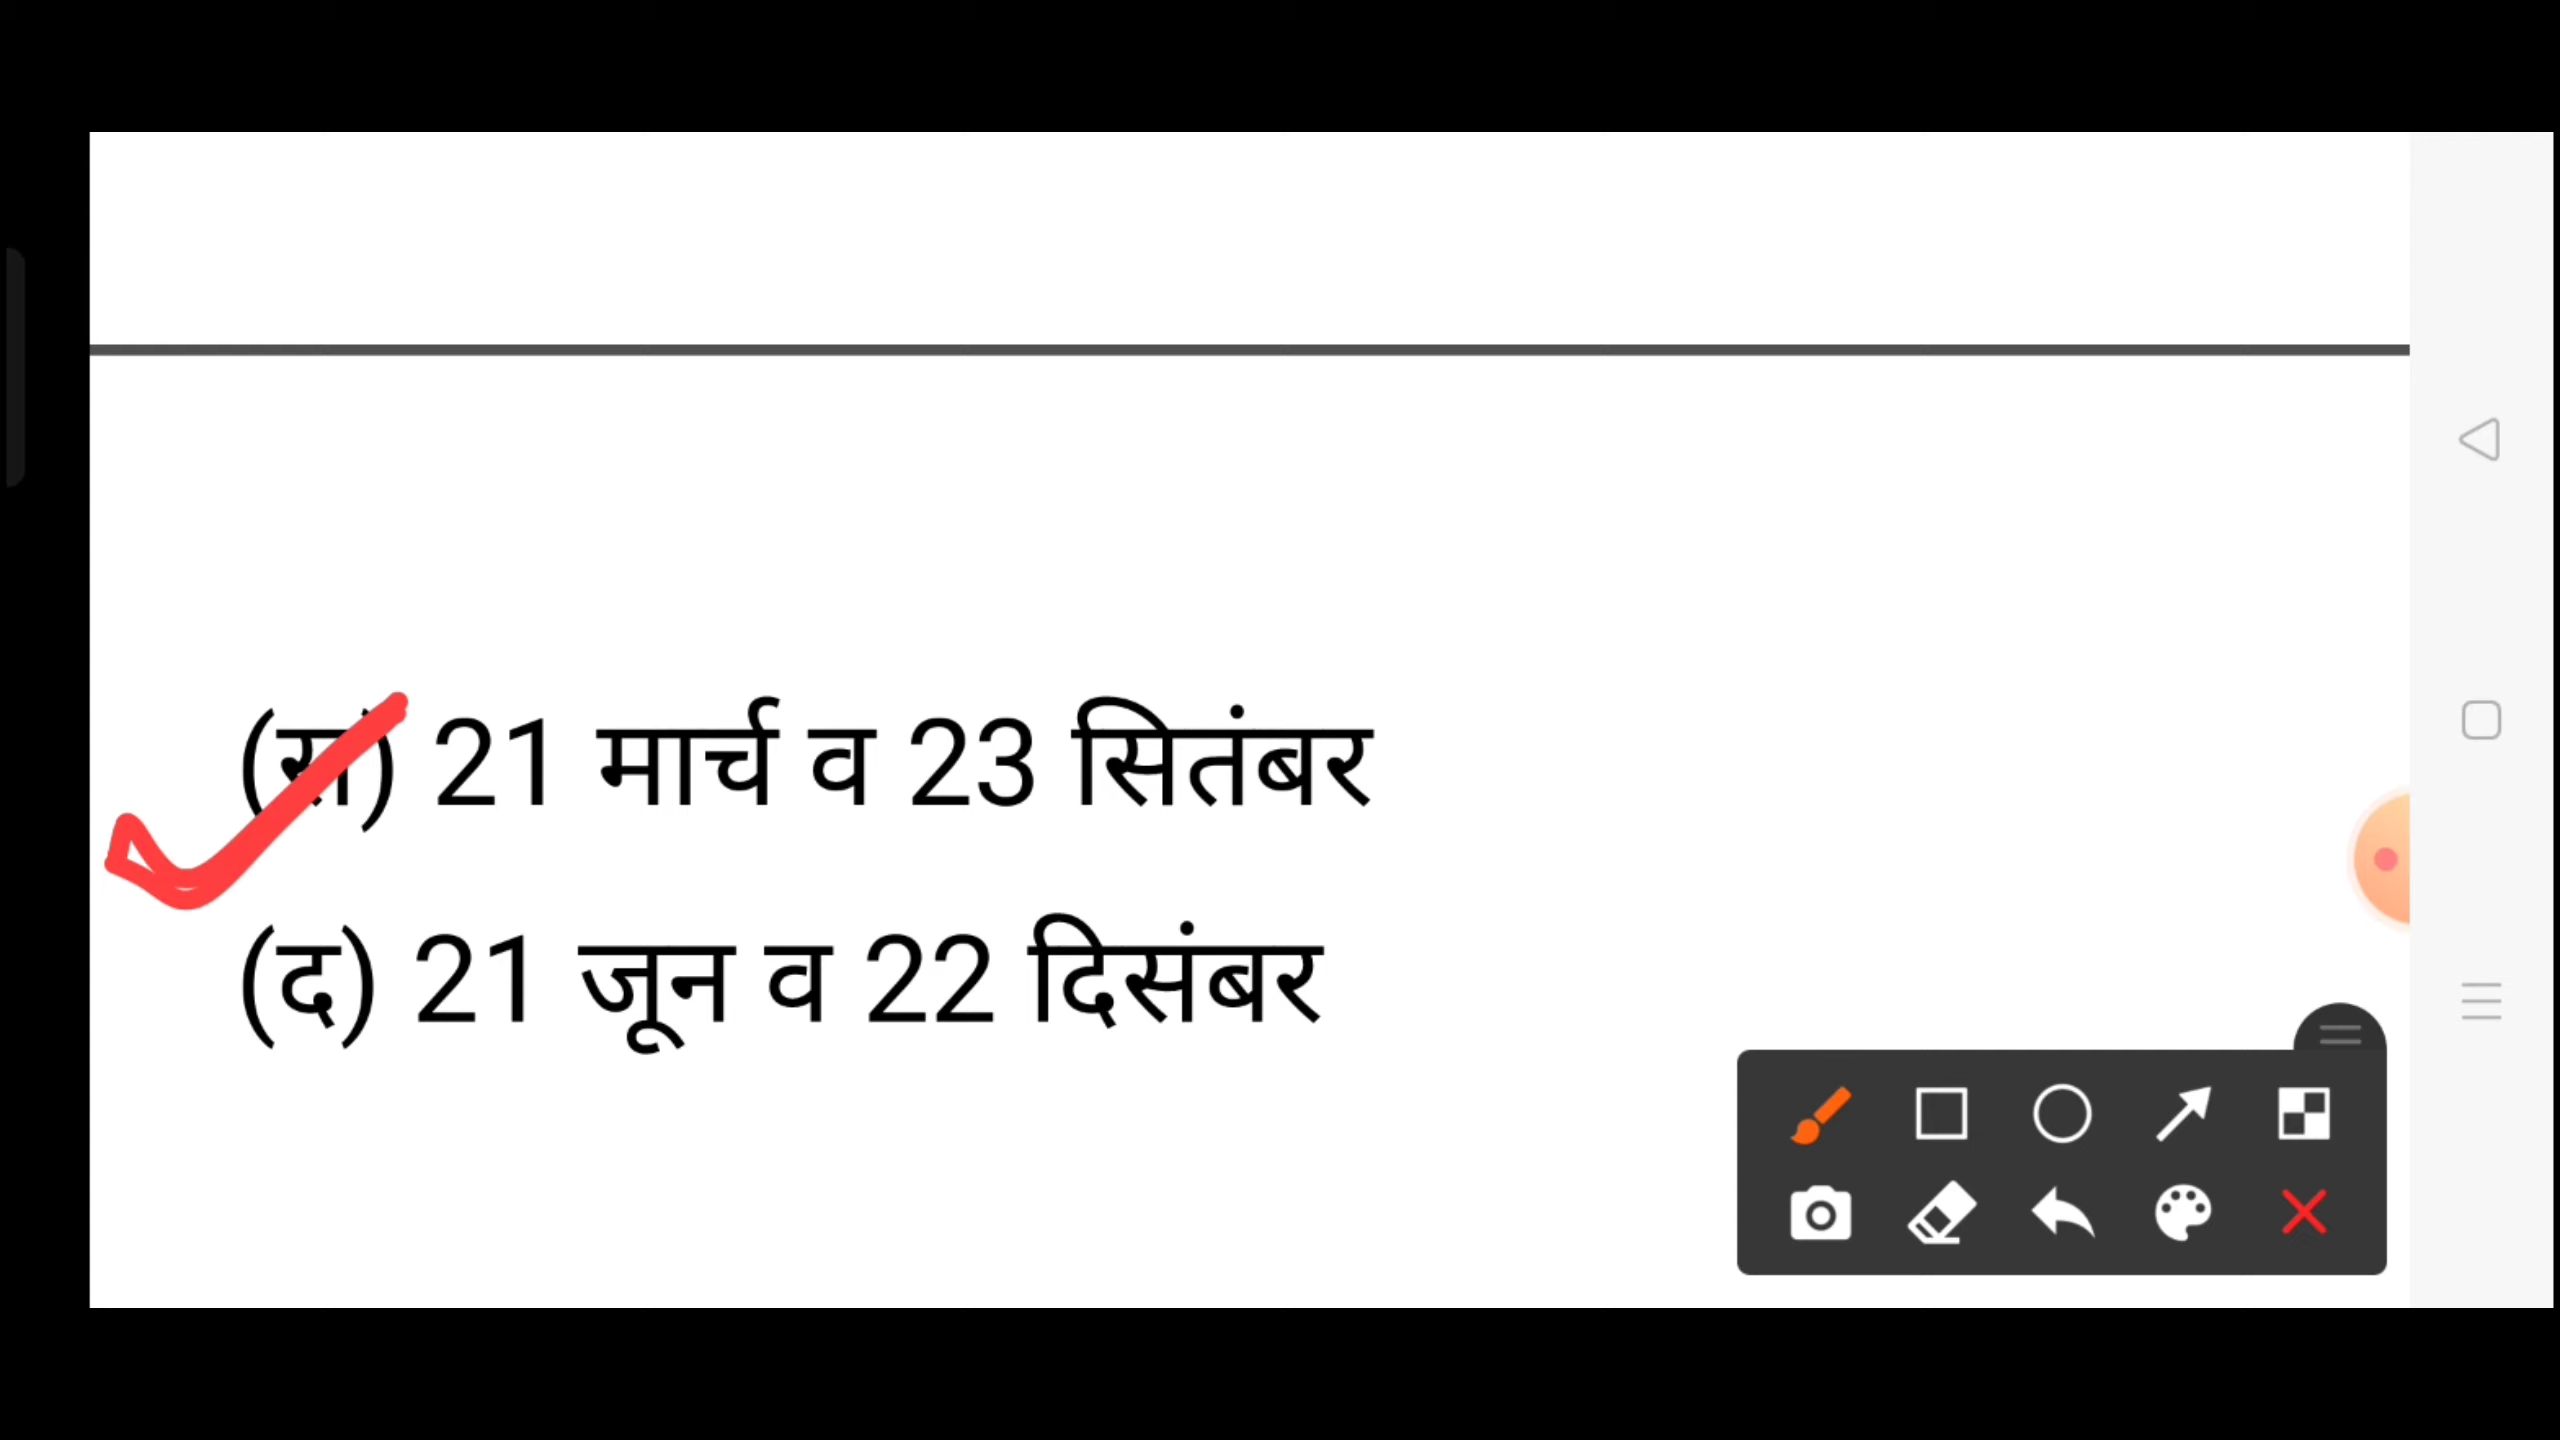 (स) 21 मार्च व 23 सितंबर
(द) 21 जून व 22 दिसंबर